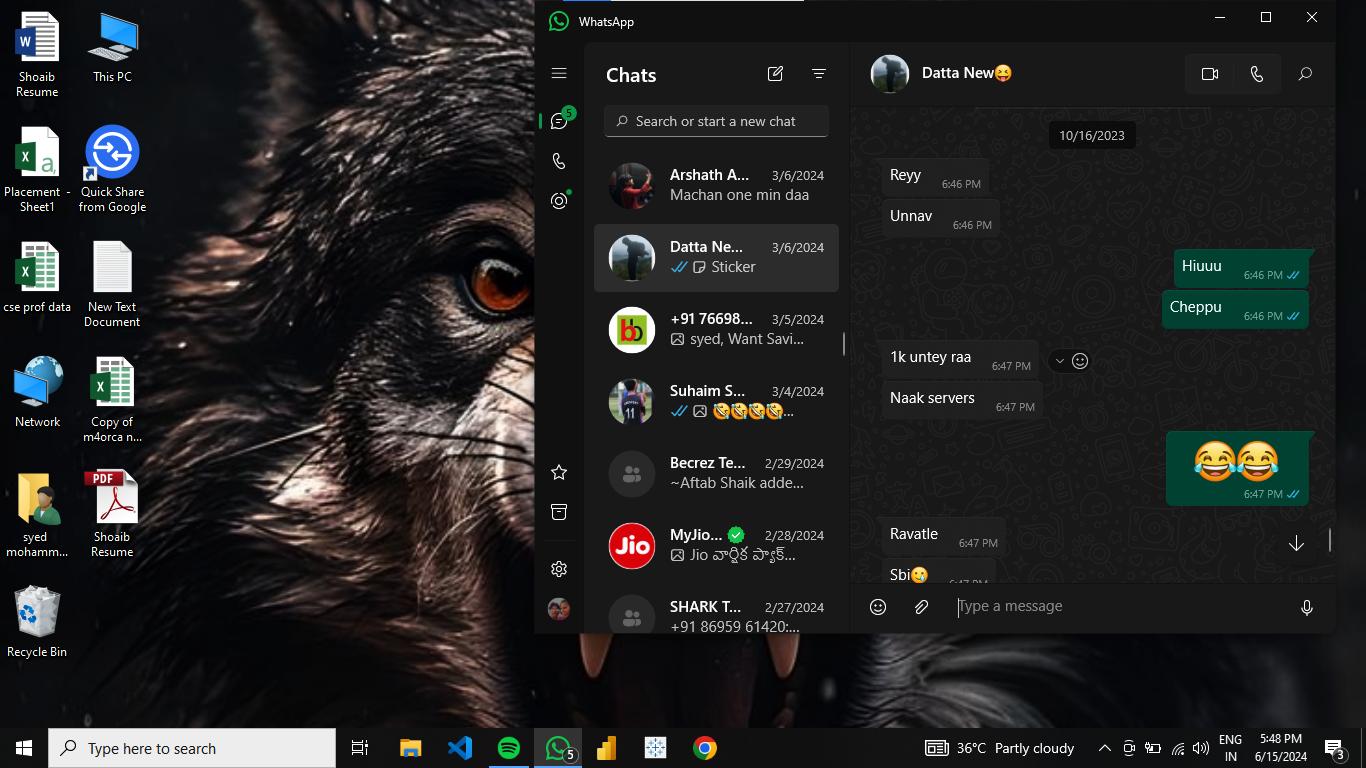 Shoaib
Resume
This PC
Placement -
Sheet1
Quick Share
from Google
cse prof data
New Text
Document
Network
Copy of
m4orca n...
syed
mohamm...
PDF
Shoaib
Resume
Recycle Bin
WhatsApp
5
Chats
Search or start a new chat
Arshath A...
3/6/2024
Machan one min daa
Datta Ne...
3/6/2024
Sticker
bb
+91 76698...
3/5/2024
syed, Want Savi...
11
Suhaim S...
3/4/2024
🤣🤣🤣🤣...
Becrez Te...
2/29/2024
~Aftab Shaik adde...
Jio
MyJio...
2/28/2024
Jio వార్షిక ప్యాక్...
SHARK T...
2/27/2024
+91 86959 61420:...
Datta New😝
10/16/2023
Reyy
6:46 PM
Unnav
6:46 PM
Hiuuu
6:46 PM
Cheppu
6:46 PM
1k untey raa
6:47 PM
Naak servers
6:47 PM
😂😂
6:47 PM
Ravatle
6:47 PM
Sbi🥲
6:47 PM
Type a message
Type here to search
5
36°C Partly cloudy
ENG
IN
5:48 PM
6/15/2024
3